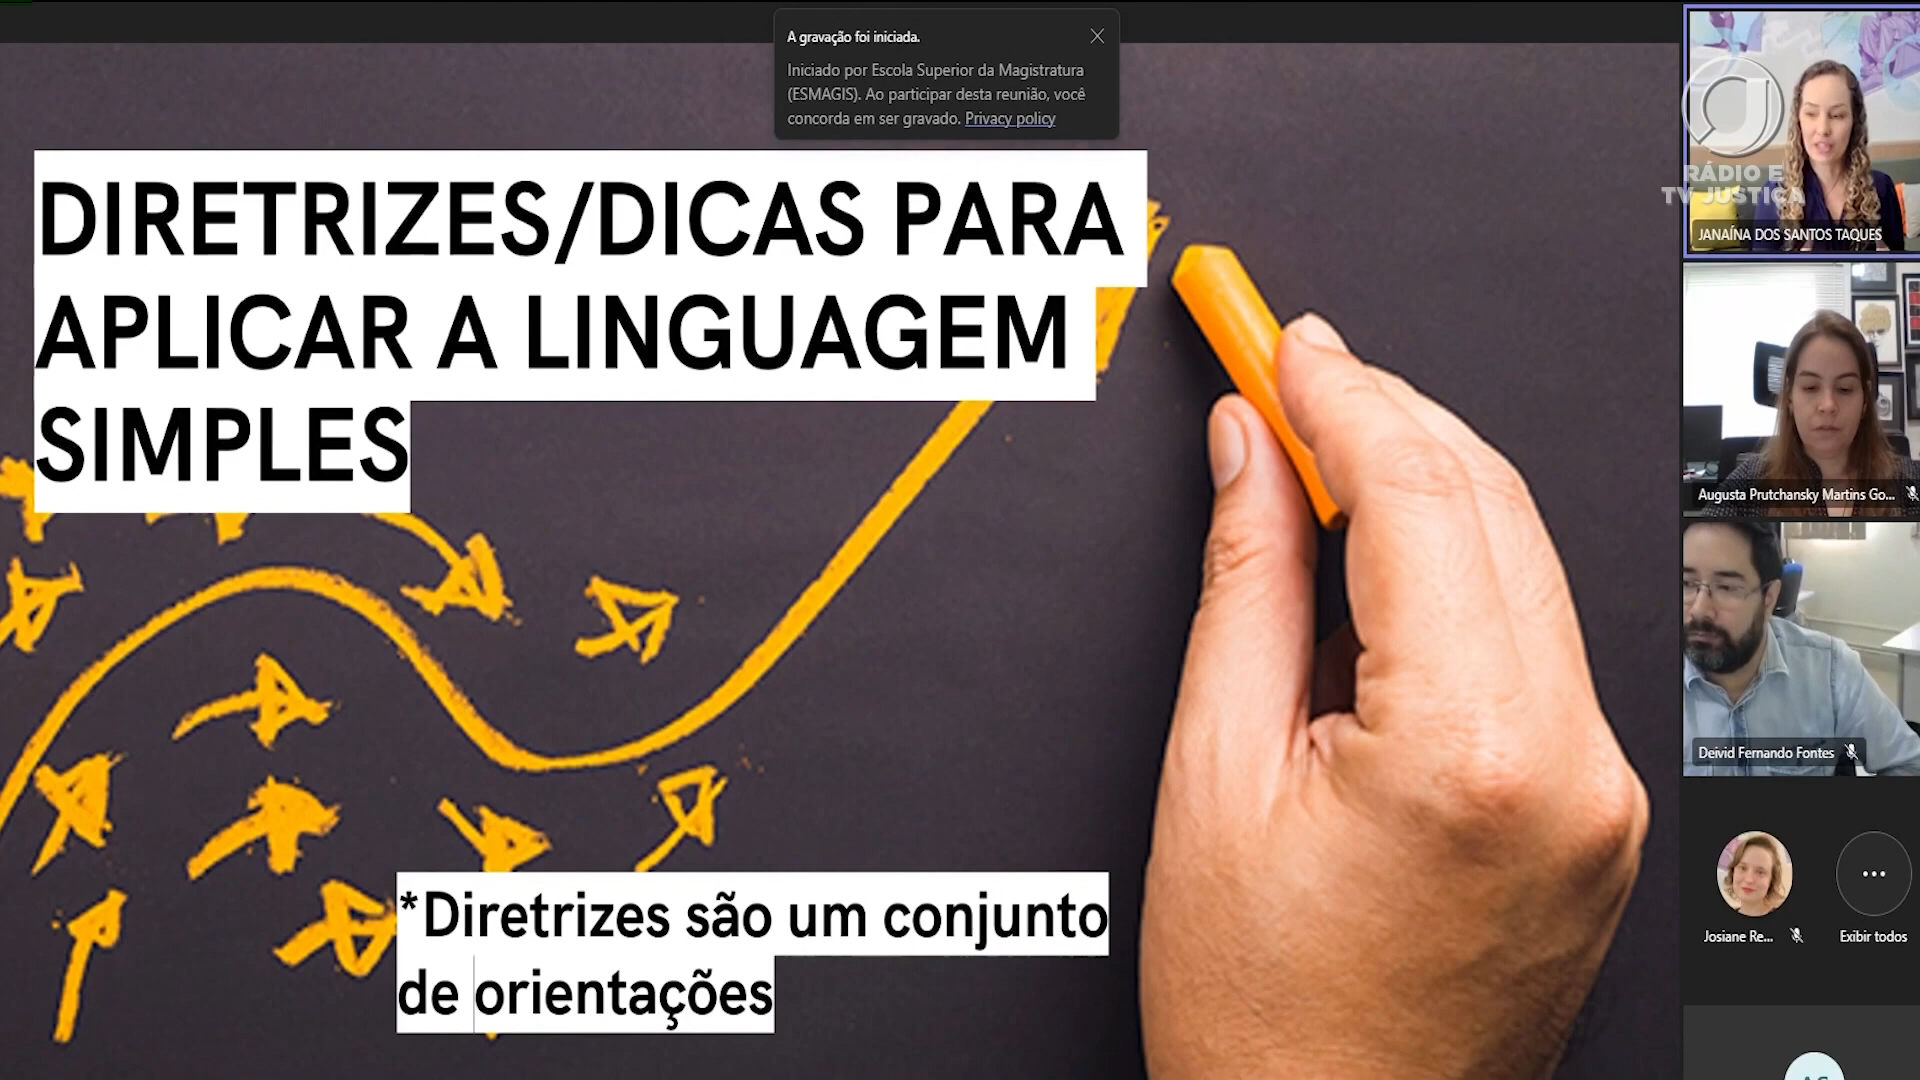 A gravação foi iniciada.
Iniciado por Escola Superior da Magistratura
(ESMAGIS). Ao participar desta reunião, você
concorda em ser gravado. Privacy policy
DIRETRIZES/DICAS PARA
APLICAR A LINGUAGEM
SIMPLES
*Diretrizes são um conjunto
de orientações
RÁDIO E
TV JUSTIÇA
JANAÍNA DOS SANTOS TAQUES
Augusta Prutchansky Martins Go...
Deivid Fernando Fontes
Josiane Re...
Exibir todos